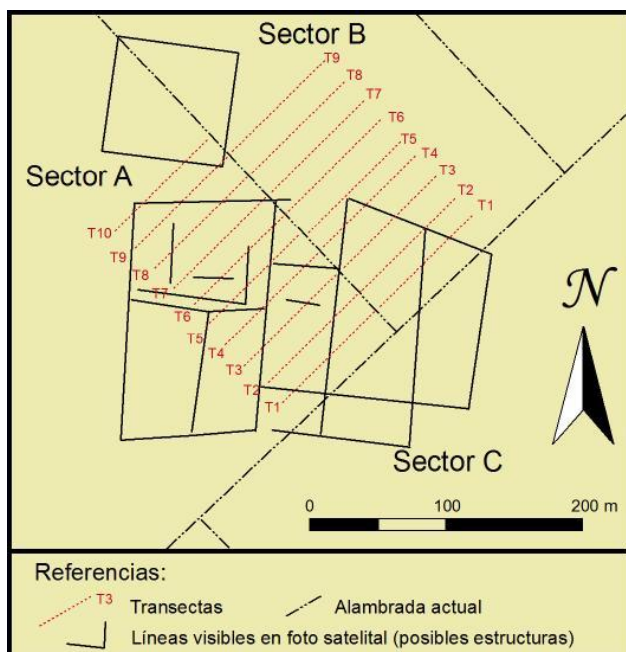 Sector B
T9
T8
T7
T6
T5
T4
T3
T2
T1
Sector A
T10
T9
T8
T7
T6
T5
T4
T3
T2
T1
N
Sector C
0 100 200 m
Referencias:
T3 Transectas Alambrada actual
Líneas visibles en foto satelital (posibles estructuras)